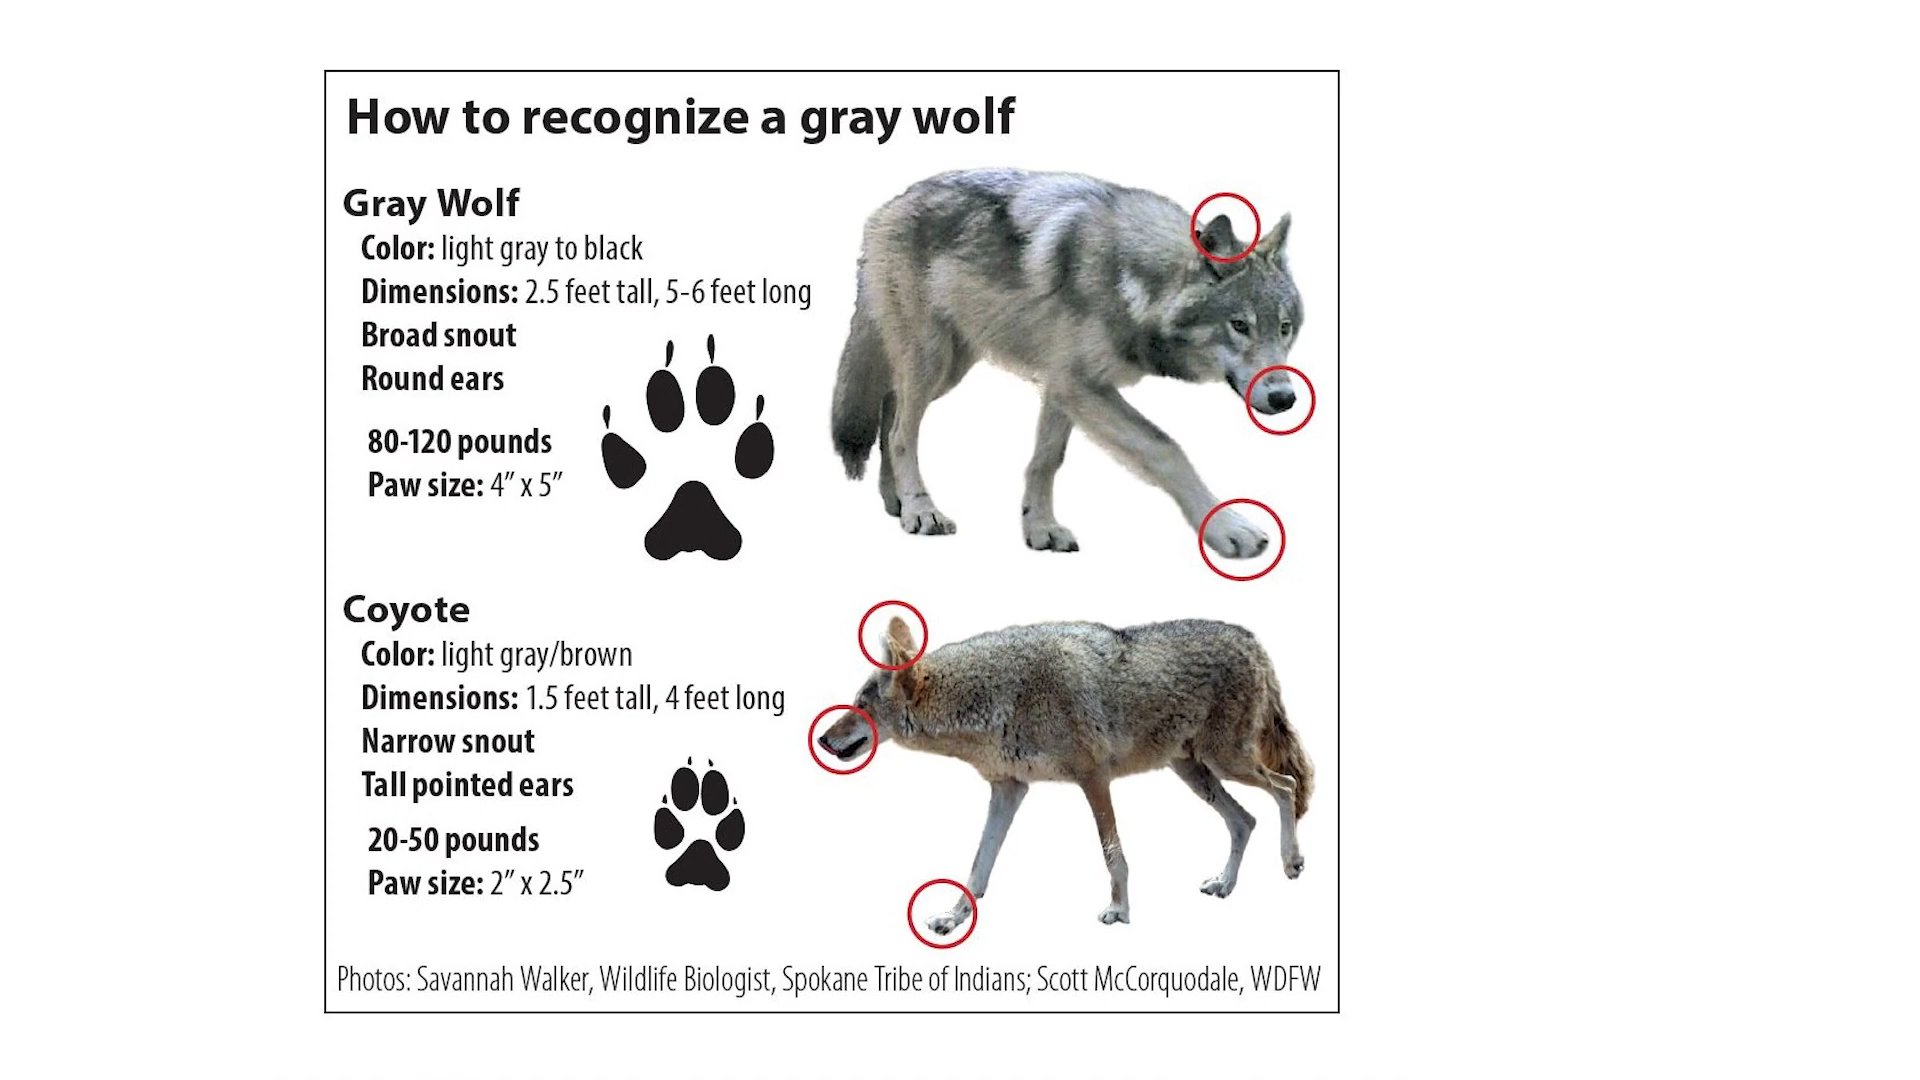 How to recognize a gray wolf
Gray Wolf
Color: light gray to black
Dimensions: 2.5 feet tall, 5-6 feet long
Broad snout
Round ears
80-120 pounds
Paw size: 4” x 5”
Coyote
Color: light gray/brown
Dimensions: 1.5 feet tall, 4 feet long
Narrow snout
Tall pointed ears
20-50 pounds
Paw size: 2” x 2.5”
Photos: Savannah Walker, Wildlife Biologist, Spokane Tribe of Indians; Scott McCorquodale, WDFW